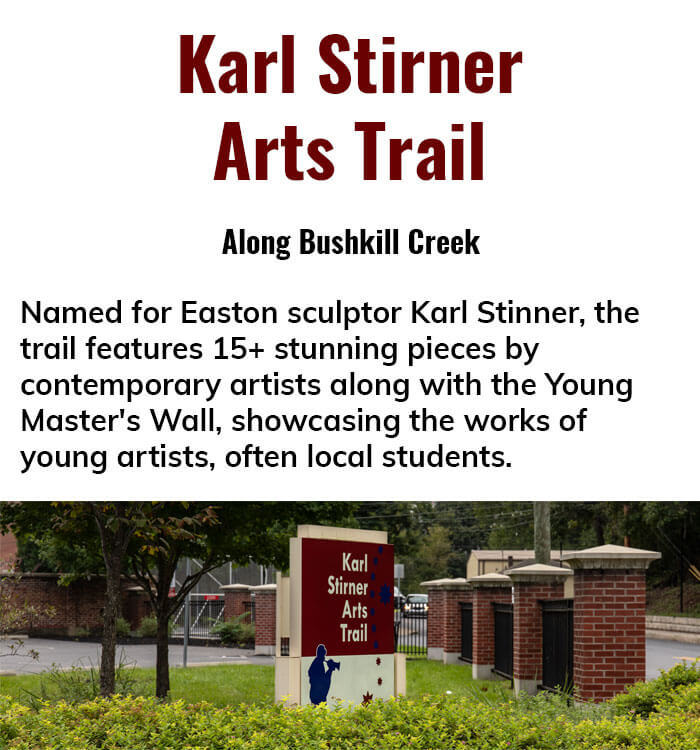 Karl Stirner
Arts Trail
Along Bushkill Creek
Named for Easton sculptor Karl Stinner, the
trail features 15+ stunning pieces by
contemporary artists along with the Young
Master's Wall, showcasing the works of
young artists, often local students.
Karl
Stirner
Arts
Trail